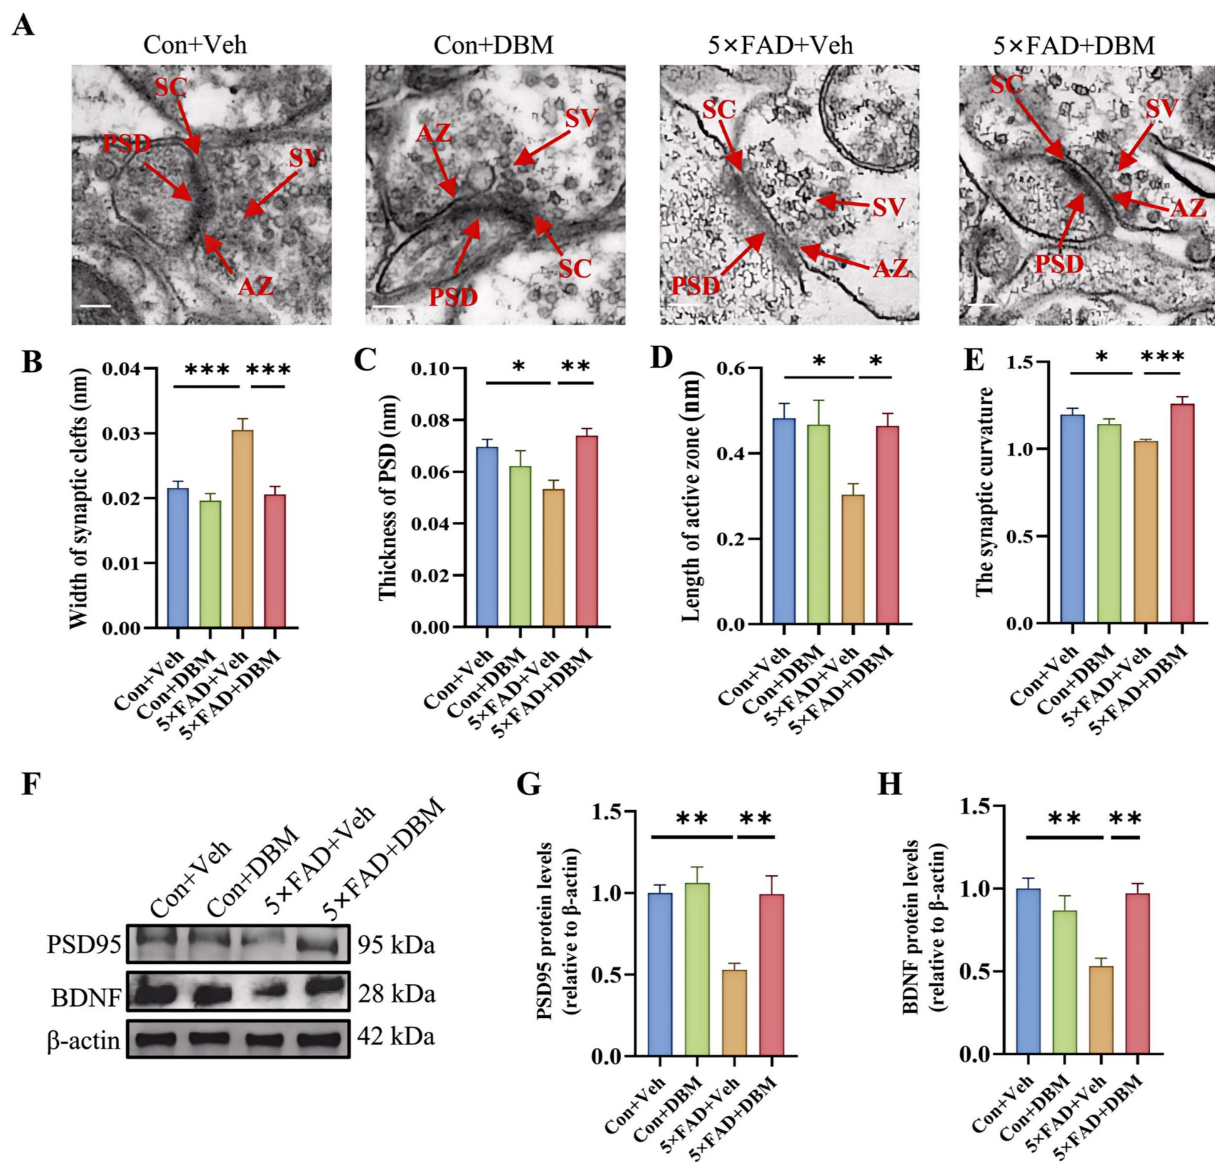 A
Con+Veh
Con+DBM
5×FAD+Veh
5×FAD+DBM
SC
PSD
SV
AZ
AZ
SV
PSD
SC
SC
SV
PSD
AZ
SC
SV
AZ
PSD
B
Width of synaptic clefts (nm)
0.04
0.03
0.02
0.01
0.00
***
***
Con+Veh
Con+DBM
5×FAD+Veh
5×FAD+DBM
C
Thickness of PSD (nm)
0.10
0.08
0.06
0.04
0.02
0.00
*
**
Con+Veh
Con+DBM
5×FAD+Veh
5×FAD+DBM
D
Length of active zone (nm)
0.6
0.4
0.2
0.0
*
*
Con+Veh
Con+DBM
5×FAD+Veh
5×FAD+DBM
E
The synaptic curvature
1.5
1.0
0.5
0.0
*
***
Con+Veh
Con+DBM
5×FAD+Veh
5×FAD+DBM
F
Con+Veh
Con+DBM
5×FAD+Veh
5×FAD+DBM
PSD95
95 kDa
BDNF
28 kDa
β-actin
42 kDa
G
PSD95 protein levels
(relative to β-actin)
1.5
1.0
0.5
0.0
**
**
Con+Veh
Con+DBM
5×FAD+Veh
5×FAD+DBM
H
BDNF protein levels
(relative to β-actin)
1.5
1.0
0.5
0.0
**
**
Con+Veh
Con+DBM
5×FAD+Veh
5×FAD+DBM